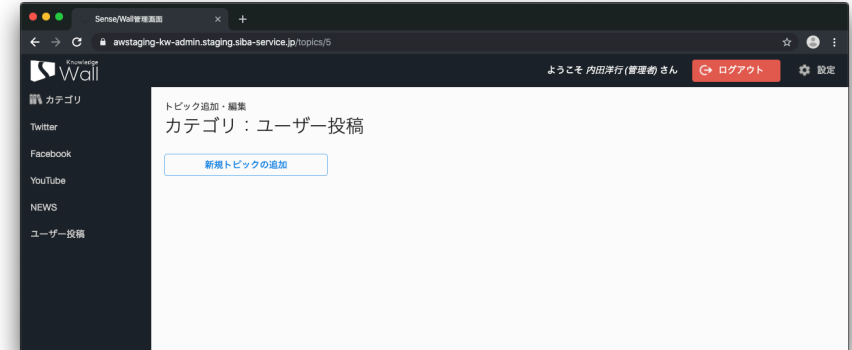 Sense/Wall管理画面
awstaging-kw-admin.staging.siba-service.jp/topics/5
Knowledge
Wall
ようこそ 内田洋行(管理者) さん
ログアウト
設定
カテゴリ
Twitter
Facebook
YouTube
NEWS
ユーザー投稿
トピック追加・編集
カテゴリ：ユーザー投稿
新規トピックの追加